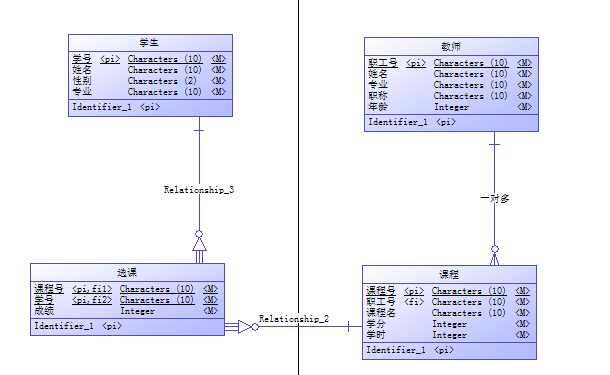 学生
学号 <pi> Characters (10) <M>
姓名 Characters (10) <M>
性别 Characters (2) <M>
专业 Characters (10) <M>
Identifier_1 <pi>
教师
职工号 <pi> Characters (10) <M>
姓名 Characters (10) <M>
专业 Characters (10) <M>
职称 Characters (10) <M>
年龄 Integer <M>
Identifier_1 <pi>
Relationship_3
一对多
选课
课程号 <pi,fi1> Characters (10) <M>
学号 <pi,fi2> Characters (10) <M>
成绩 Integer <M>
Identifier_1 <pi>
Relationship_2
课程
课程号 <pi> Characters (10) <M>
职工号 <fi> Characters (10) <M>
课程名 Characters (10) <M>
学分 Integer <M>
学时 Integer <M>
Identifier_1 <pi>